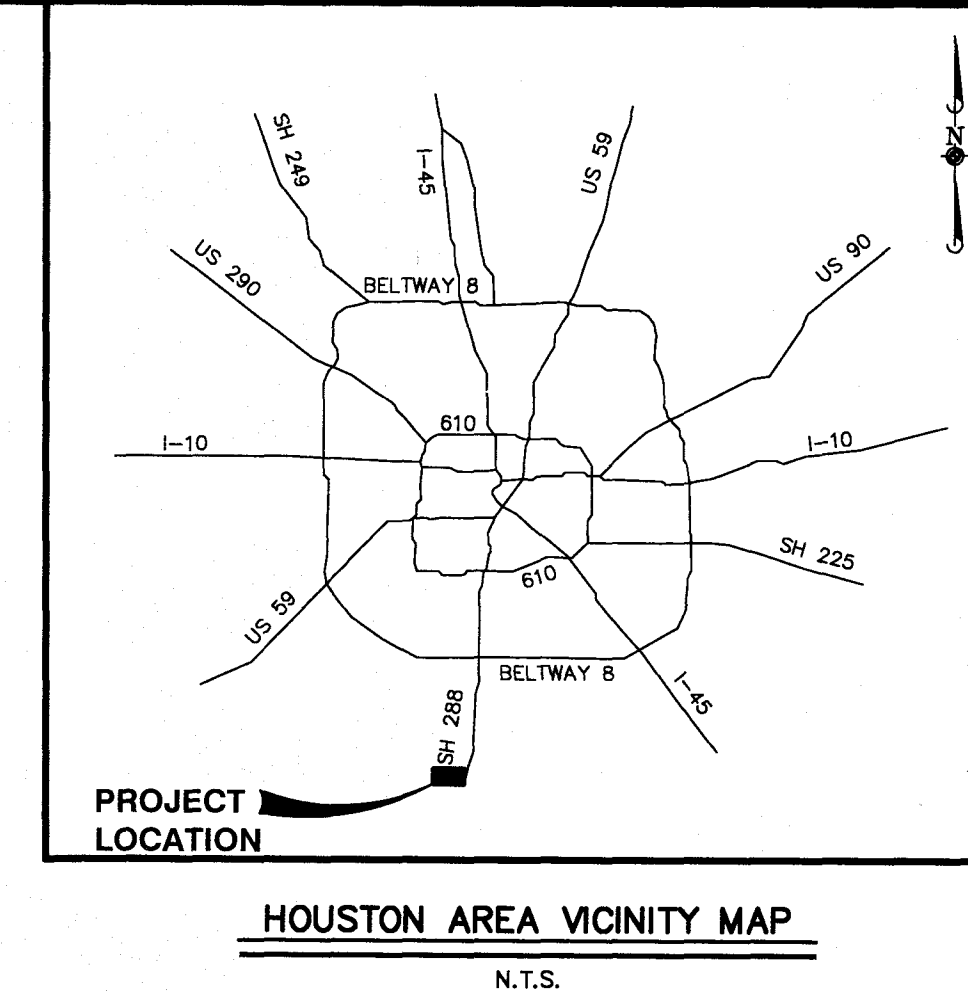 SH 249
I-45
US 59
N
US 290
BELTWAY 8
US 90
610
I-10
I-10
SH 225
610
US 59
BELTWAY 8
I-45
SH 288
PROJECT
LOCATION
HOUSTON AREA VICINITY MAP
N.T.S.